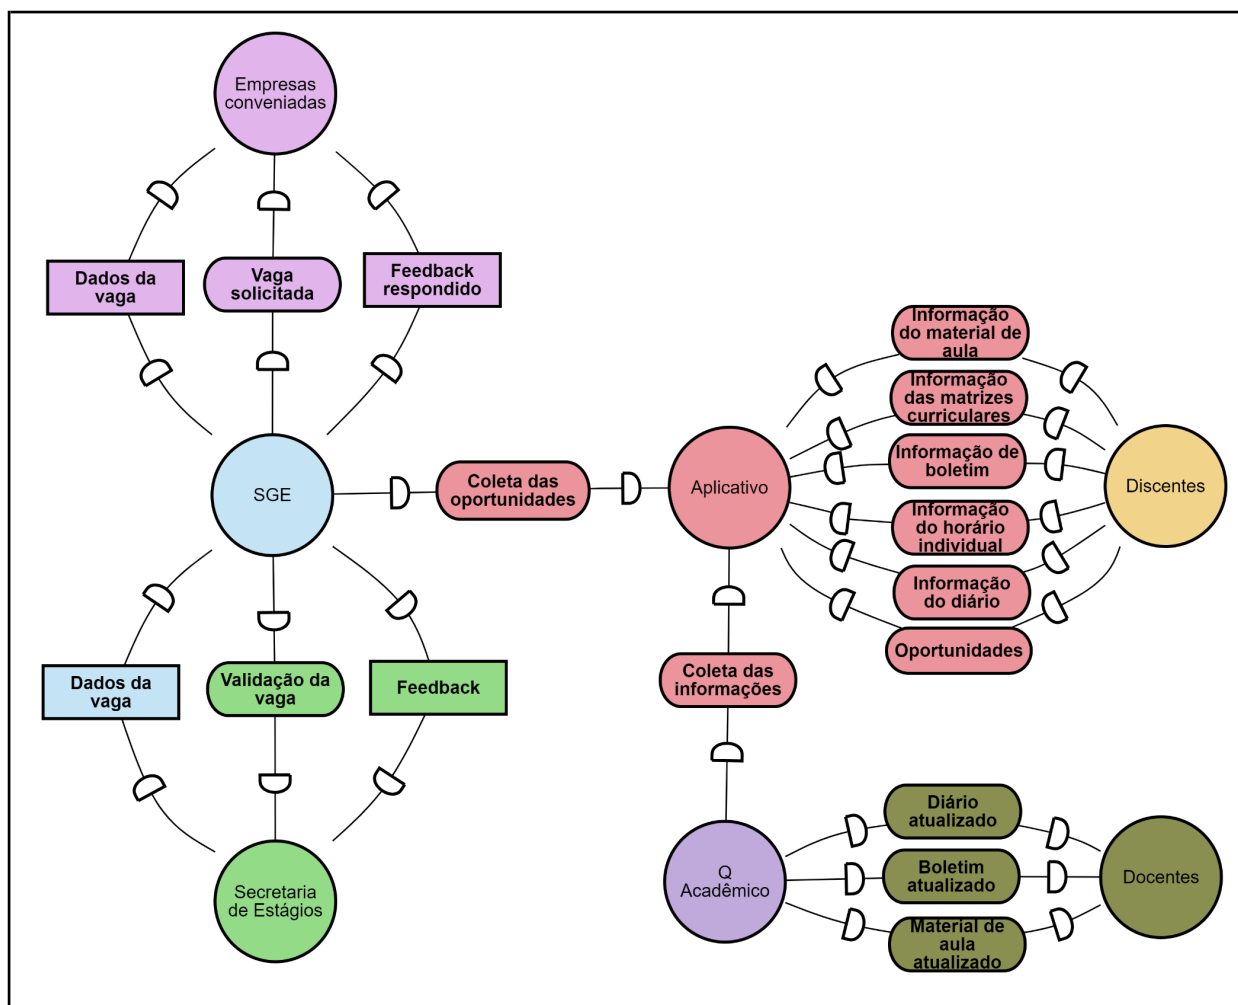 Empresas
conveniadas
Dados da
vaga
Vaga
solicitada
Feedback
respondido
SGE
Coleta das
oportunidades
Aplicativo
Informação
do material de
aula
Informação
das matrizes
curriculares
Informação de
boletim
Informação
do horário
individual
Informação
do diário
Oportunidades
Discentes
Dados da
vaga
Validação da
vaga
Feedback
Coleta das
informações
Secretaria
de Estágios
Q
Acadêmico
Diário
atualizado
Boletim
atualizado
Material de
aula
atualizado
Docentes